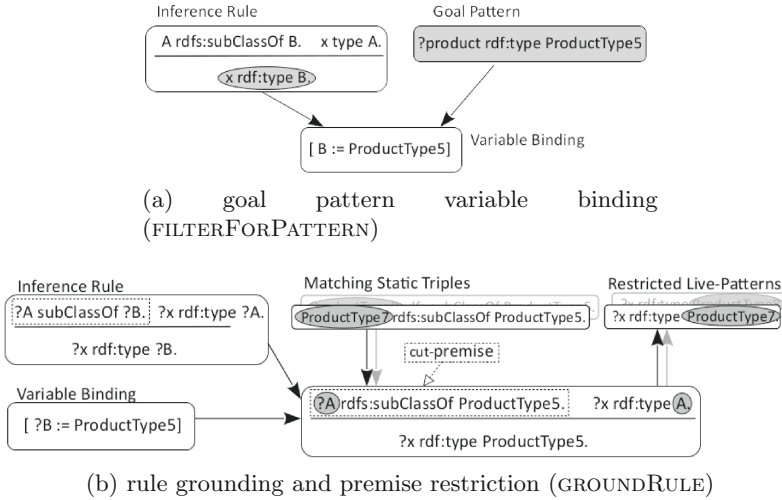 Inference Rule
Goal Pattern
A rdfs:subClassOf B. x type A.
?product rdf:type ProductType5
x rdf:type B.
[ B := ProductType5]
Variable Binding
(a) goal pattern variable binding
(FILTERFORPATTERN)
Inference Rule
Matching Static Triples
Restricted Live-Patterns
?A subClassOf ?B. ?x rdf:type ?A.
ProductType7 rdfs:subClassOf ProductType5.
?x rdf:type ProductType7.
?x rdf:type ?B.
cut-premise
Variable Binding
[ ?B := ProductType5]
?A rdfs:subClassOf ProductType5. ?x rdf:type A.
?x rdf:type ProductType5.
(b) rule grounding and premise restriction (GROUNDRULE)